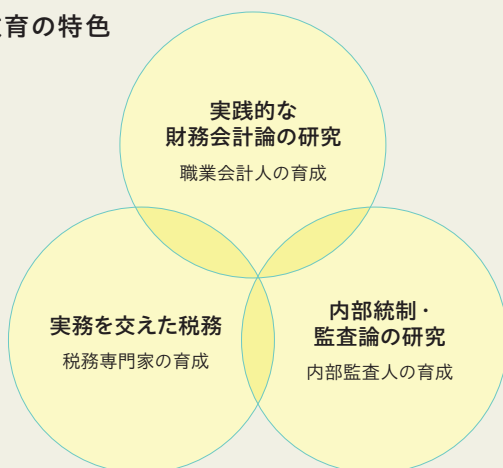 育の特色
実践的な
財務会計論の研究
職業会計人の育成
実務を交えた税務
税務専門家の育成
内部統制・
監査論の研究
内部監査人の育成